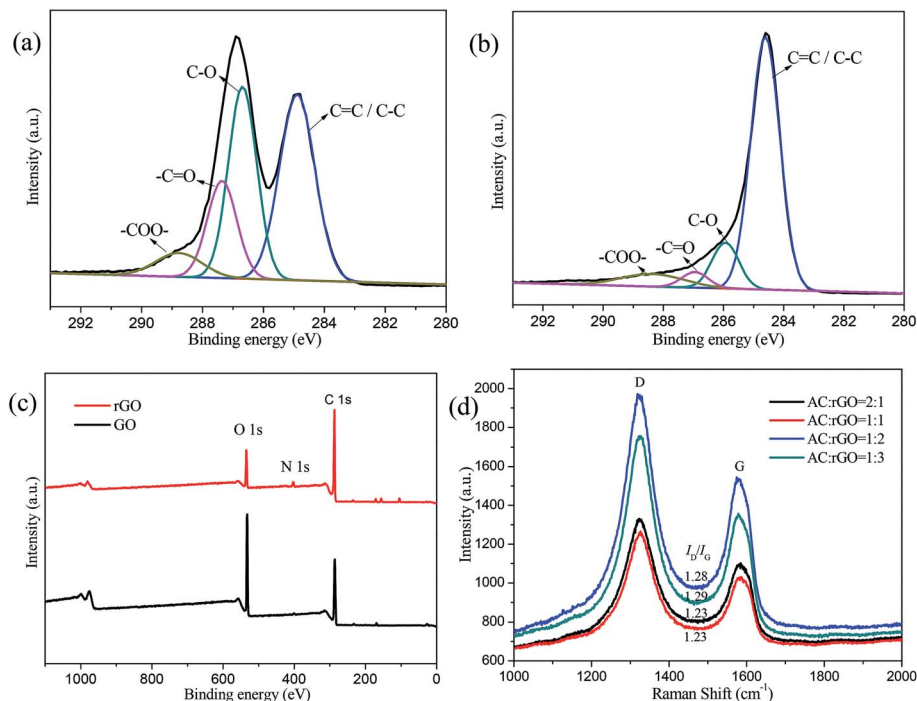 (a)
C-O
C=C / C-C
-C=O
-COO-
Intensity (a.u.)
292 290 288 286 284 282 280
Binding energy (eV)
(b)
C=C / C-C
C-O
-C=O
-COO-
Intensity (a.u.)
292 290 288 286 284 282 280
Binding energy (eV)
(c)
rGO
GO
C 1s
O 1s
N 1s
Intensity (a.u.)
1000 800 600 400 200 0
Binding energy (eV)
(d)
D
G
AC:rGO=2:1
AC:rGO=1:1
AC:rGO=1:2
AC:rGO=1:3
I_D/I_G
1.28
1.29
1.23
1.23
2000
1800
1600
1400
1200
1000
800
600
Intensity (a.u.)
1000 1200 1400 1600 1800 2000
Raman Shift (cm⁻¹)